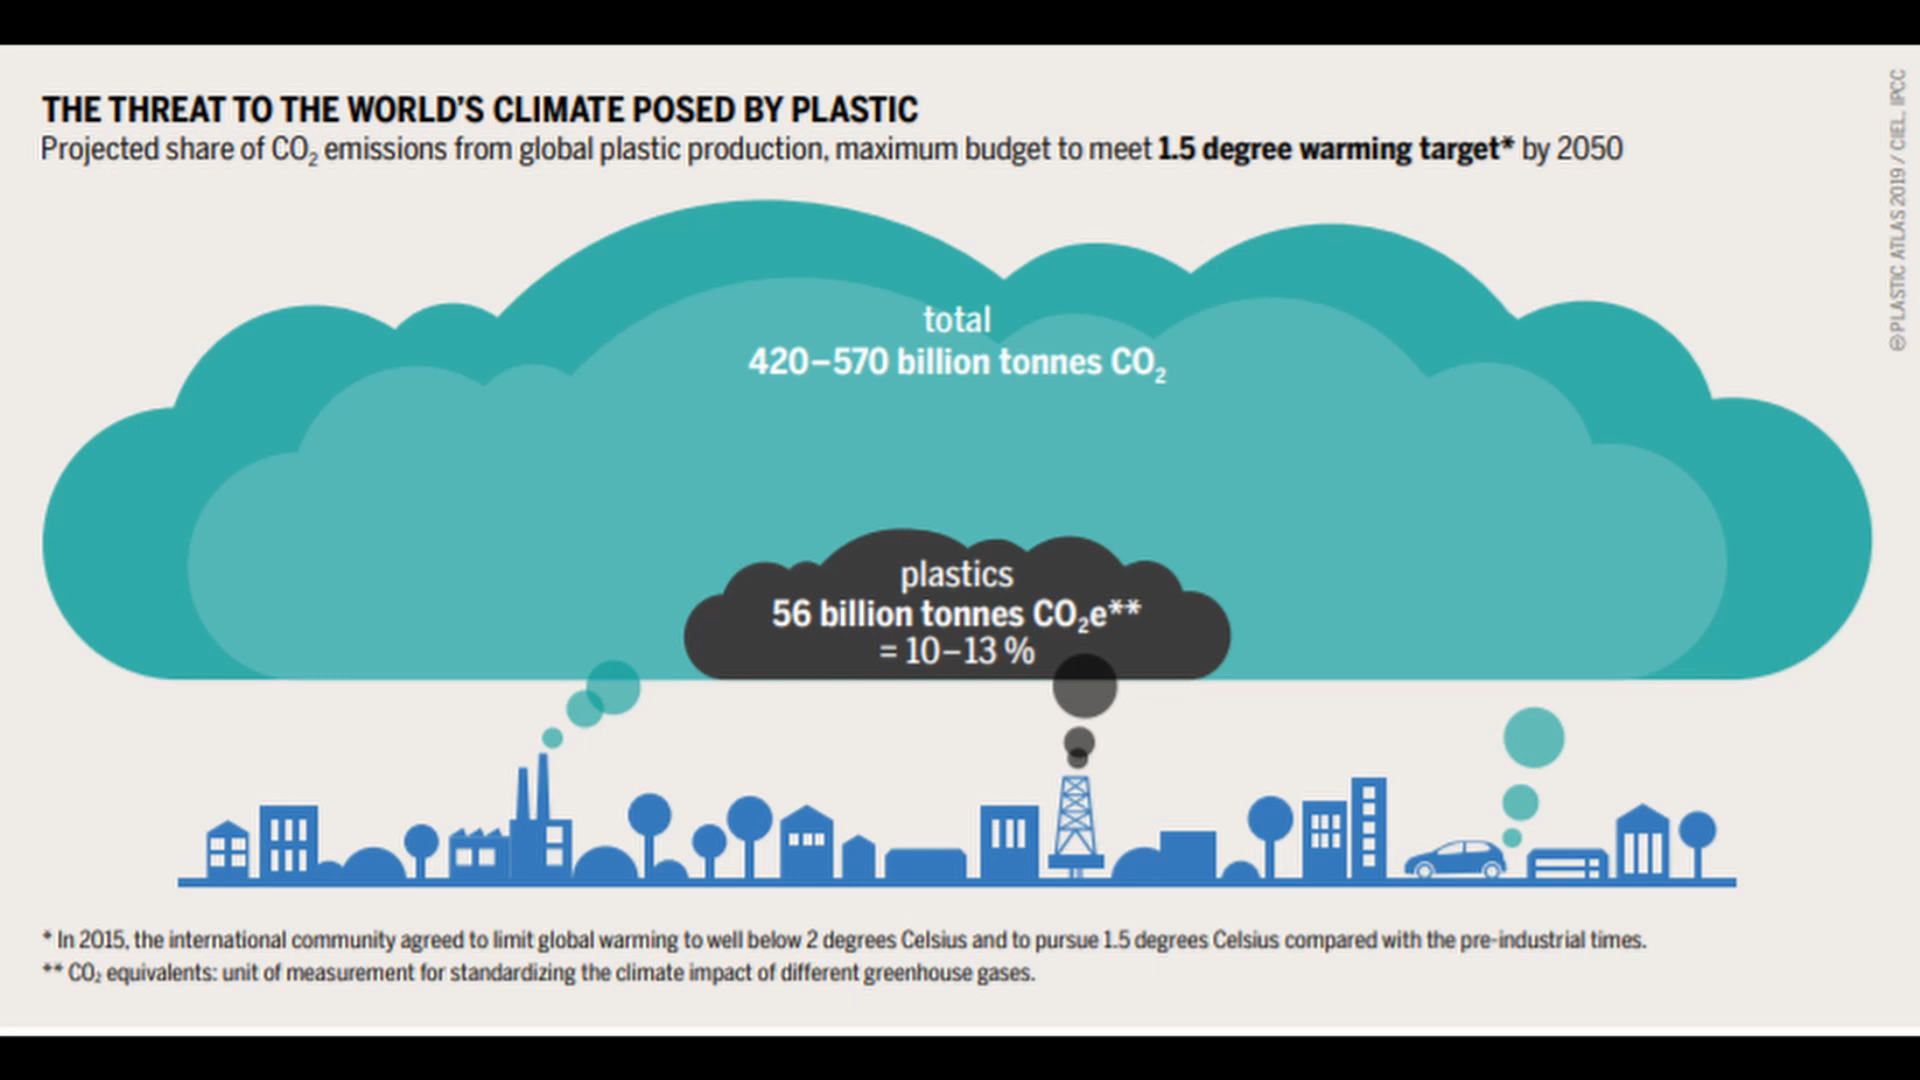 THE THREAT TO THE WORLD'S CLIMATE POSED BY PLASTIC
Projected share of CO₂ emissions from global plastic production, maximum budget to meet 1.5 degree warming target* by 2050
total
420–570 billion tonnes CO₂
plastics
56 billion tonnes CO₂e**
= 10–13 %
* In 2015, the international community agreed to limit global warming to well below 2 degrees Celsius and to pursue 1.5 degrees Celsius compared with the pre-industrial times.
** CO₂ equivalents: unit of measurement for standardizing the climate impact of different greenhouse gases.
PLASTIC ATLAS 2019 / CIEL, IPCC